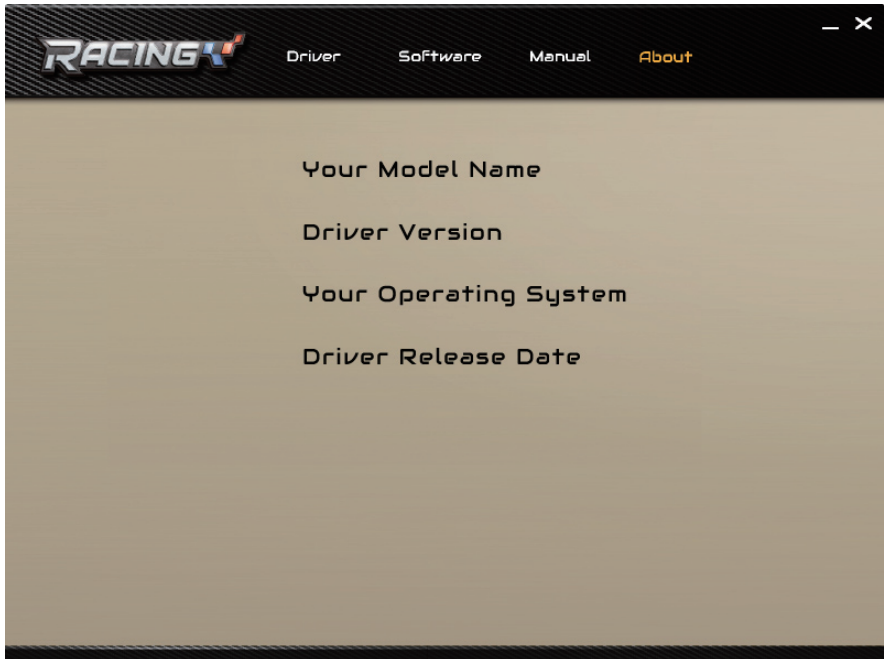 RACING
Driver Software Manual About
Your Model Name
Driver Version
Your Operating System
Driver Release Date